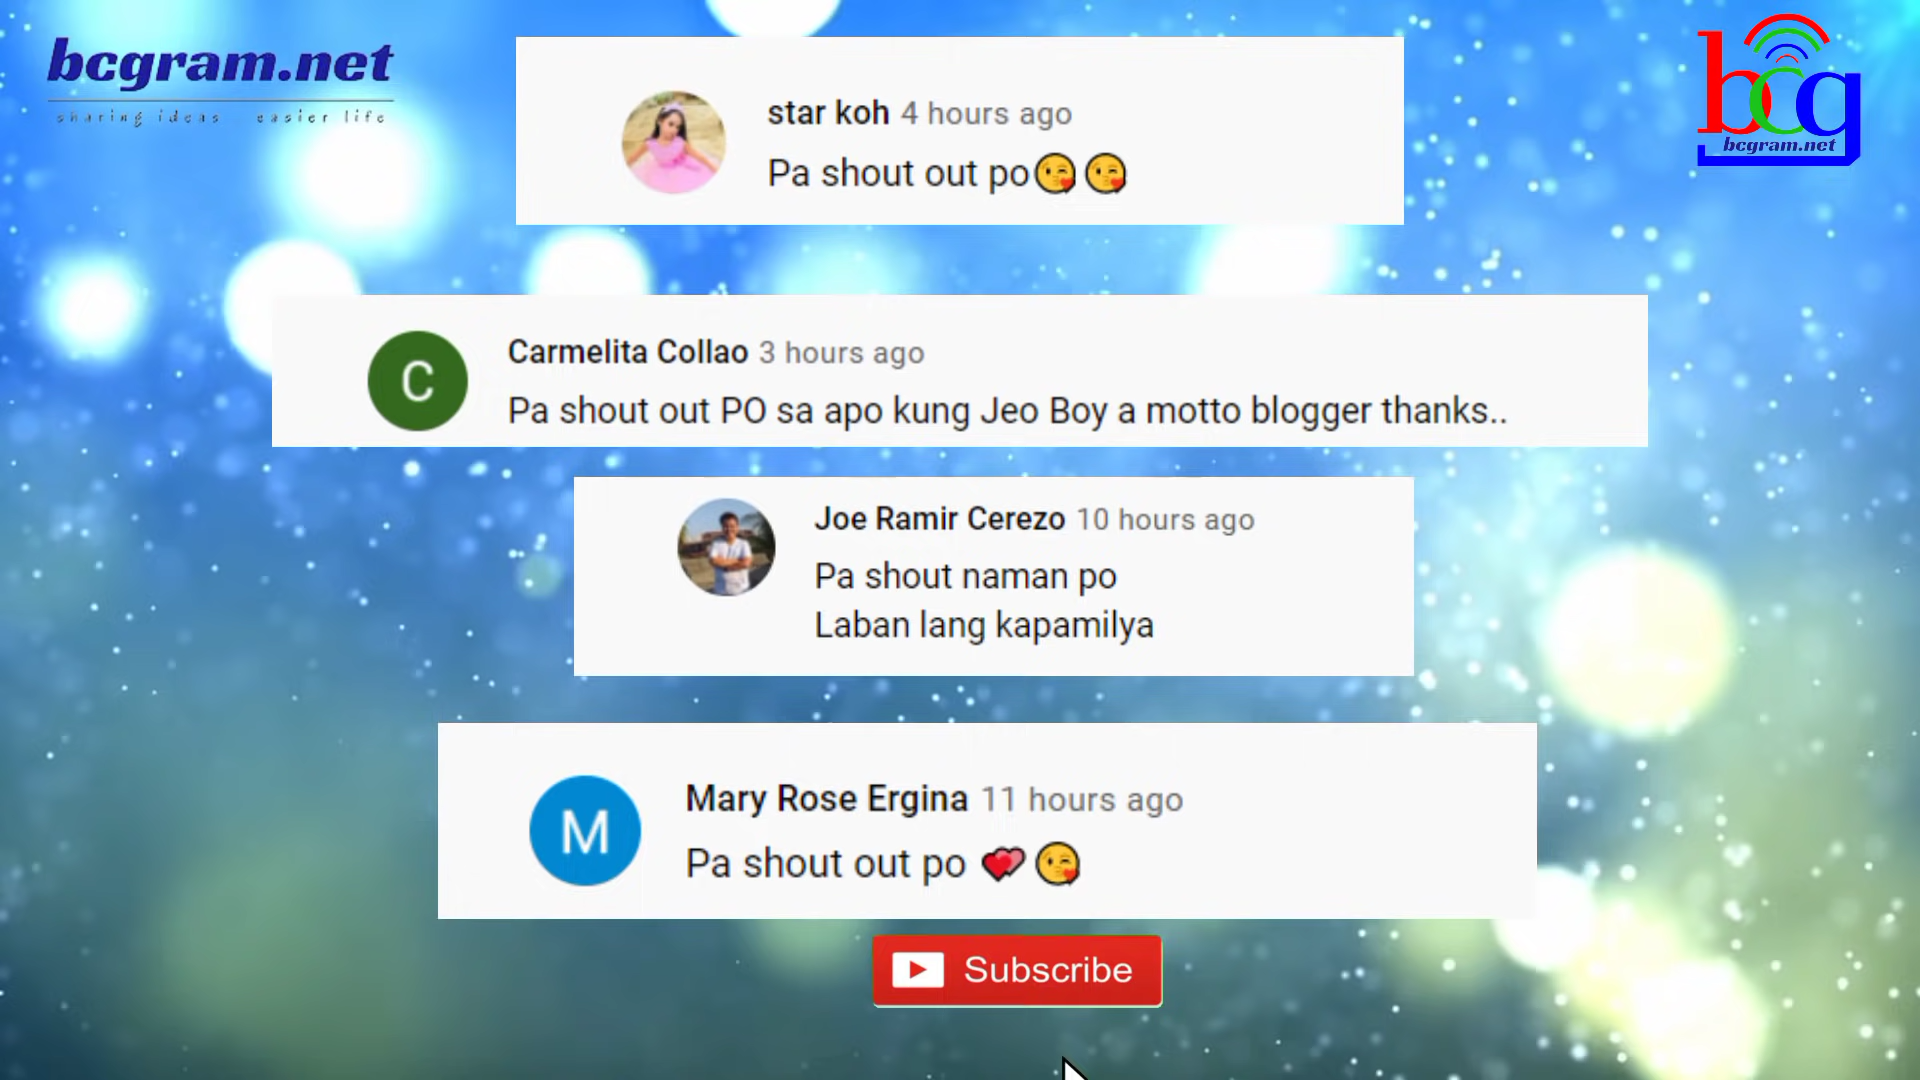 bcgram.net
sharing ideas easier life
bcg
bcgram.net
star koh 4 hours ago
Pa shout out po😘😘
C
Carmelita Collao 3 hours ago
Pa shout out PO sa apo kung Jeo Boy a motto blogger thanks..
Joe Ramir Cerezo 10 hours ago
Pa shout naman po
Laban lang kapamilya
M
Mary Rose Ergina 11 hours ago
Pa shout out po 💕😘
Subscribe